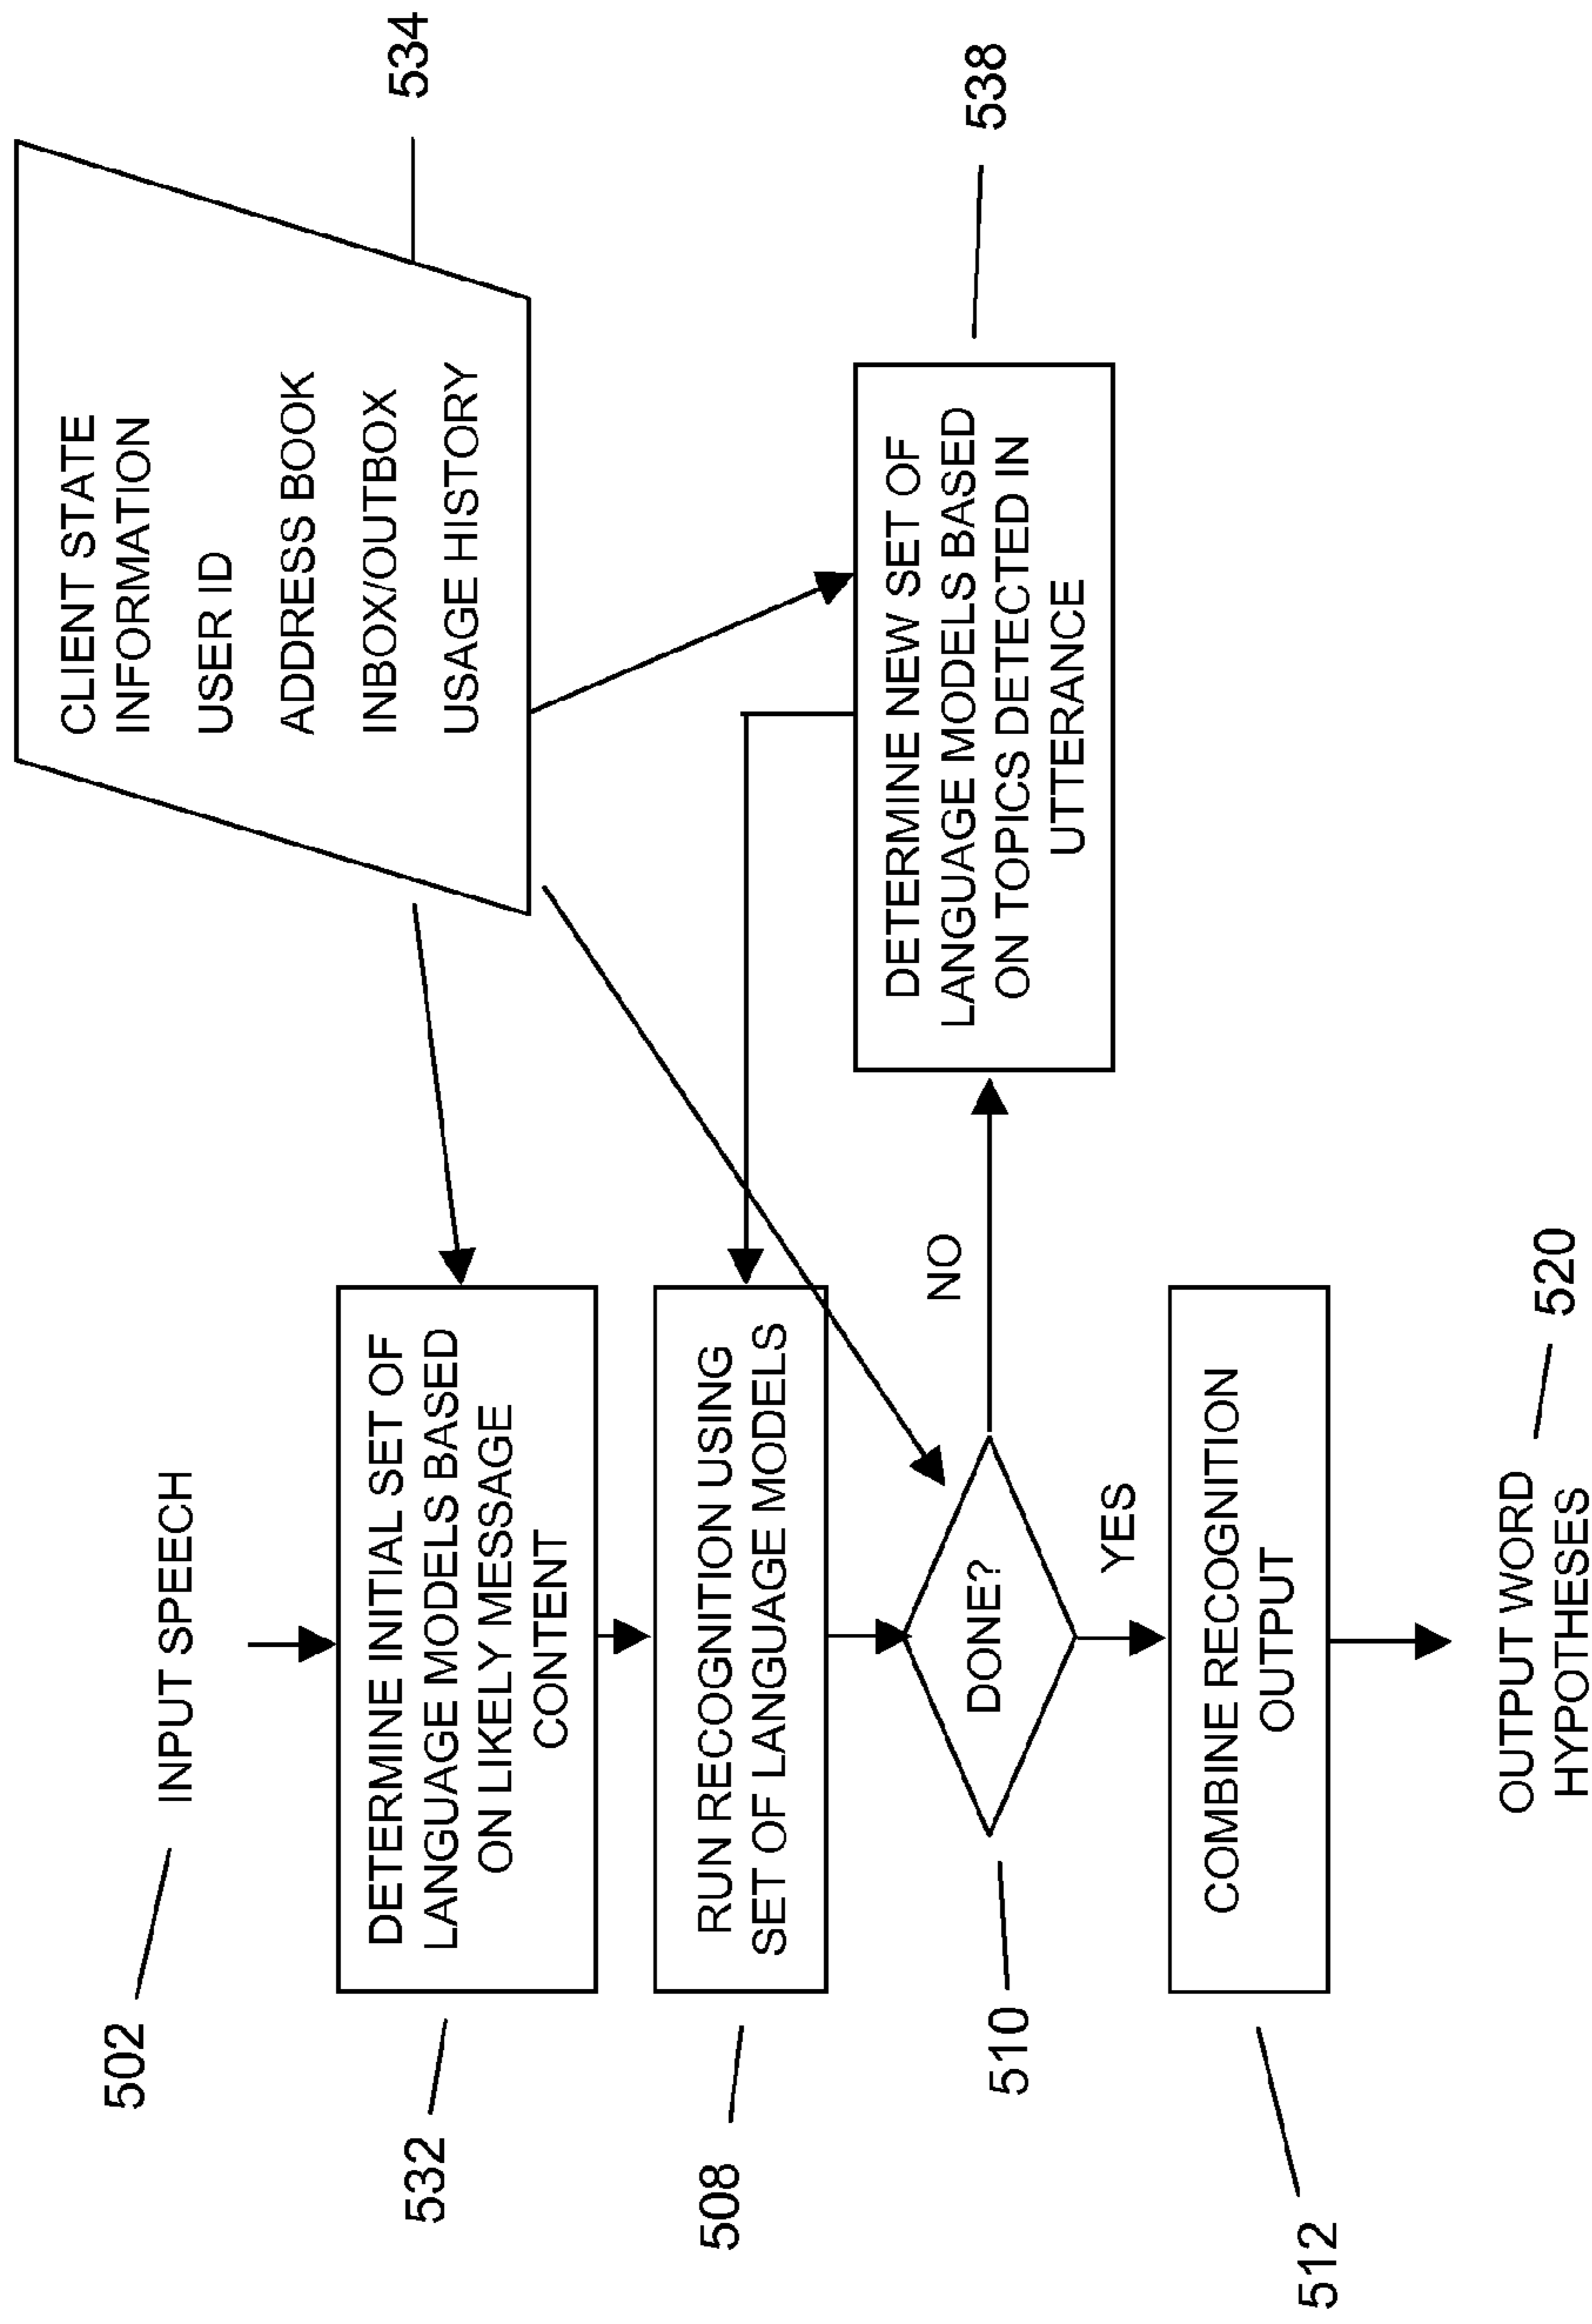 502
INPUT SPEECH
CLIENT STATE
INFORMATION
USER ID
ADDRESS BOOK
INBOX/OUTBOX
USAGE HISTORY
534
532
DETERMINE INITIAL SET OF
LANGUAGE MODELS BASED
ON LIKELY MESSAGE
CONTENT
508
RUN RECOGNITION USING
SET OF LANGUAGE MODELS
510
DONE?
NO
YES
DETERMINE NEW SET OF
LANGUAGE MODELS BASED
ON TOPICS DETECTED IN
UTTERANCE
538
512
COMBINE RECOGNITION
OUTPUT
OUTPUT WORD
HYPOTHESES
520